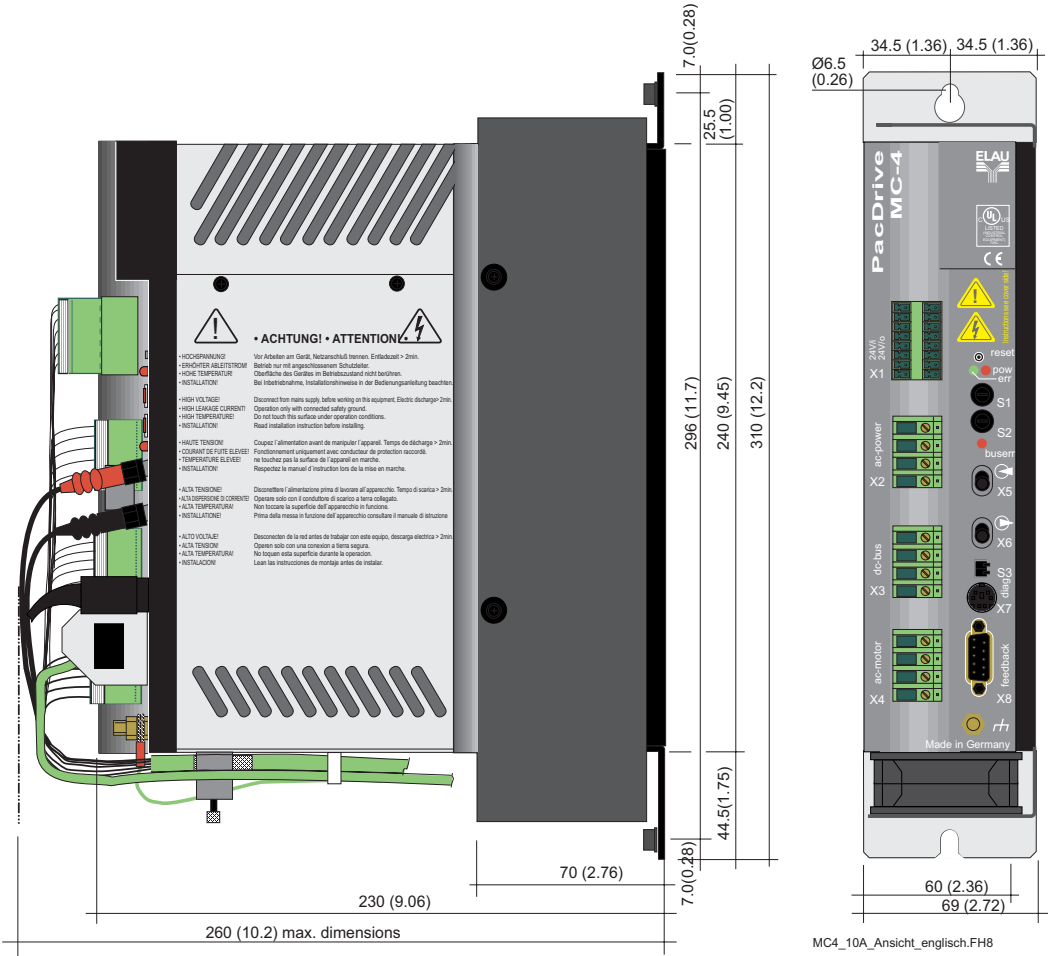 7.0(0.28)
25.5
(1.00)
296 (11.7)
240 (9.45)
310 (12.2)
44.5(1.75)
7.0(0.28)
70 (2.76)
230 (9.06)
260 (10.2) max. dimensions
• ACHTUNG! • ATTENTION! •
• HOCHSPANNUNG! Vor Arbeiten am Gerät, Netzanschluß trennen. Entladezeit > 2min.
• ERHÖHTER ABLEITSTROM! Betrieb nur mit angeschlossenem Schutzleiter.
• HOHE TEMPERATUR! Oberfläche des Gerätes im Betriebszustand nicht berühren.
• INSTALLATION! Bei Inbetriebnahme, Installationshinweise in der Bedienungsanleitung beachten.
• HIGH VOLTAGE! Disconnect from mains supply, before working on this equipment, Electric discharge> 2min.
• HIGH LEAKAGE CURRENT! Operation only with connected safety ground.
• HIGH TEMPERATURE! Do not touch this surface under operation conditions.
• INSTALLATION! Read installation instruction before installing.
• HAUTE TENSION! Coupez l´alimentation avant de manipuler l´appareil. Temps de décharge > 2min.
• COURANT DE FUITE ELEVEE! Fonctionnement uniquement avec conducteur de protection raccordé.
• TEMPERATURE ELEVEE! ne touchez pas la surface de l´appareil en marche.
• INSTALLATION! Respectez le manuel d´instruction lors de la mise en marche.
• ALTA TENSIONE! Disconetttere l´alimentazione prima di lavorare all´apparecchio. Tempo di scarica > 2min.
• ALTA DISPERSIONE DI CORRENTE! Operare solo con il conduttore di scarico a terra collegato.
• ALTA TEMPERATURA! Non toccare la superficie dell´apparecchio in funzione.
• INSTALLATIONE! Prima della messa in funzione dell´apparecchio consultare il manuale di istruzione
• ALTO VOLTAJE! Desconecten de la red antes de trabajar con este equipo, descarga electrica > 2min.
• ALTA TENSION! Operen solo con una conexion a tierra segura.
• ALTA TEMPERATURA! No toquen esta superficie durante la operacion.
• INSTALACION! Lean las instrucciones de montaje antes de instalar.
34.5 (1.36) 34.5 (1.36)
Ø6.5
(0.26)
PacDrive
MC-4
ELAU
C UL US
LISTED
CE
Instructions see cover side!
24V/i
24V/o
X1
reset
pow
err
S1
S2
buserr
ac-power
X2
X5
X6
dc-bus
X3
S3
diag
X7
ac-motor
X4
feedback
X8
Made in Germany
60 (2.36)
69 (2.72)
MC4_10A_Ansicht_englisch.FH8